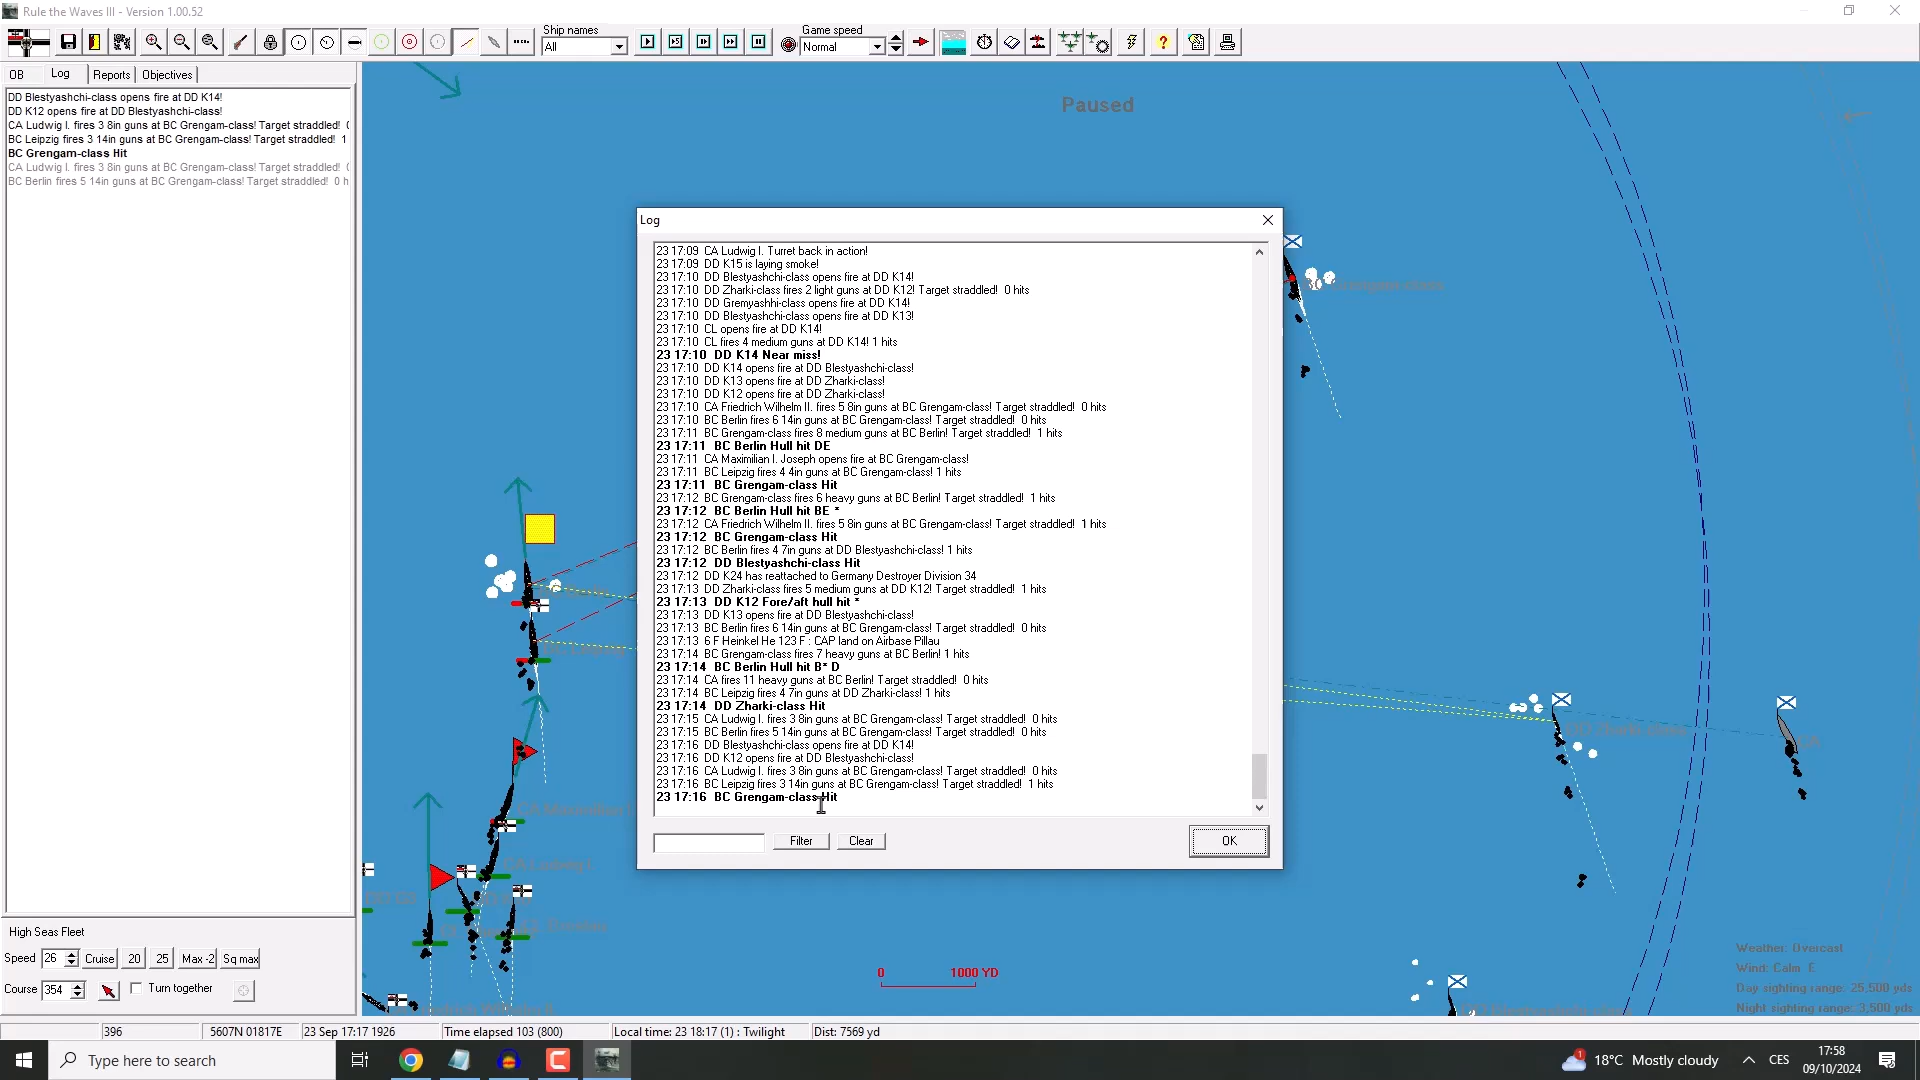 Rule the Waves III - Version 1.00.52
Ship names
All
Game speed
Normal
OB
Log
Reports
Objectives
DD Blestyashchi-class opens fire at DD K14!
DD K12 opens fire at DD Blestyashchi-class!
CA Ludwig I. fires 3 8in guns at BC Grengam-class! Target straddled!
BC Leipzig fires 3 14in guns at BC Grengam-class! Target straddled! 1
BC Grengam-class Hit
CA Ludwig I. fires 3 8in guns at BC Grengam-class! Target straddled!
BC Berlin fires 5 14in guns at BC Grengam-class! Target straddled! 0 h
Paused
Log
23 17:09 CA Ludwig I. Turret back in action!
23 17:09 DD K15 is laying smoke!
23 17:10 DD Blestyashchi-class opens fire at DD K14!
23 17:10 DD Zharki-class fires 2 light guns at DD K12! Target straddled! 0 hits
23 17:10 DD Gremyashhi-class opens fire at DD K14!
23 17:10 DD Blestyashchi-class opens fire at DD K13!
23 17:10 CL opens fire at DD K14!
23 17:10 CL fires 4 medium guns at DD K14! 1 hits
23 17:10 DD K14 Near miss!
23 17:10 DD K14 opens fire at DD Blestyashchi-class!
23 17:10 DD K13 opens fire at DD Zharki-class!
23 17:10 DD K12 opens fire at DD Zharki-class!
23 17:10 CA Friedrich Wilhelm II. fires 5 8in guns at BC Grengam-class! Target straddled! 0 hits
23 17:10 BC Berlin fires 6 14in guns at BC Grengam-class! Target straddled! 0 hits
23 17:11 BC Grengam-class fires 8 medium guns at BC Berlin! Target straddled! 1 hits
23 17:11 BC Berlin Hull hit DE
23 17:11 CA Maximilian I. Joseph opens fire at BC Grengam-class!
23 17:11 BC Leipzig fires 4 4in guns at BC Grengam-class! 1 hits
23 17:11 BC Grengam-class Hit
23 17:12 BC Grengam-class fires 6 heavy guns at BC Berlin! Target straddled! 1 hits
23 17:12 BC Berlin Hull hit BE *
23 17:12 CA Friedrich Wilhelm II. fires 5 8in guns at BC Grengam-class! Target straddled! 1 hits
23 17:12 BC Grengam-class Hit
23 17:12 BC Berlin fires 4 7in guns at DD Blestyashchi-class! 1 hits
23 17:12 DD Blestyashchi-class Hit
23 17:12 DD K24 has reattached to Germany Destroyer Division 34
23 17:13 DD Zharki-class fires 5 medium guns at DD K12! Target straddled! 1 hits
23 17:13 DD K12 Fore/aft hull hit *
23 17:13 DD K13 opens fire at DD Blestyashchi-class!
23 17:13 BC Berlin fires 6 14in guns at BC Grengam-class! Target straddled! 0 hits
23 17:13 6 F Heinkel He 123 F : CAP land on Airbase Pillau
23 17:14 BC Grengam-class fires 7 heavy guns at BC Berlin! 1 hits
23 17:14 BC Berlin Hull hit B* D
23 17:14 CA fires 11 heavy guns at BC Berlin! Target straddled! 0 hits
23 17:14 BC Leipzig fires 4 7in guns at DD Zharki-class! 1 hits
23 17:14 DD Zharki-class Hit
23 17:15 CA Ludwig I. fires 3 8in guns at BC Grengam-class! Target straddled! 0 hits
23 17:15 BC Berlin fires 5 14in guns at BC Grengam-class! Target straddled! 0 hits
23 17:16 DD Blestyashchi-class opens fire at DD K14!
23 17:16 DD K12 opens fire at DD Blestyashchi-class!
23 17:16 CA Ludwig I. fires 3 8in guns at BC Grengam-class! Target straddled! 0 hits
23 17:16 BC Leipzig fires 3 14in guns at BC Grengam-class! Target straddled! 1 hits
23 17:16 BC Grengam-class Hit
Filter
Clear
OK
0 1000 YD
Weather: Overcast
Wind: Calm E
Day sighting range: 25,500 yds
Night sighting range: 3,500 yds
High Seas Fleet
Speed 26 Cruise 20 25 Max -2 Sq max
Course 354 Turn together
396
5607N 01817E
23 Sep 17:17 1926
Time elapsed 103 (800)
Local time: 23 18:17 (1) : Twilight
Dist: 7569 yd
Type here to search
1
18°C Mostly cloudy
CES
17:58
09/10/2024